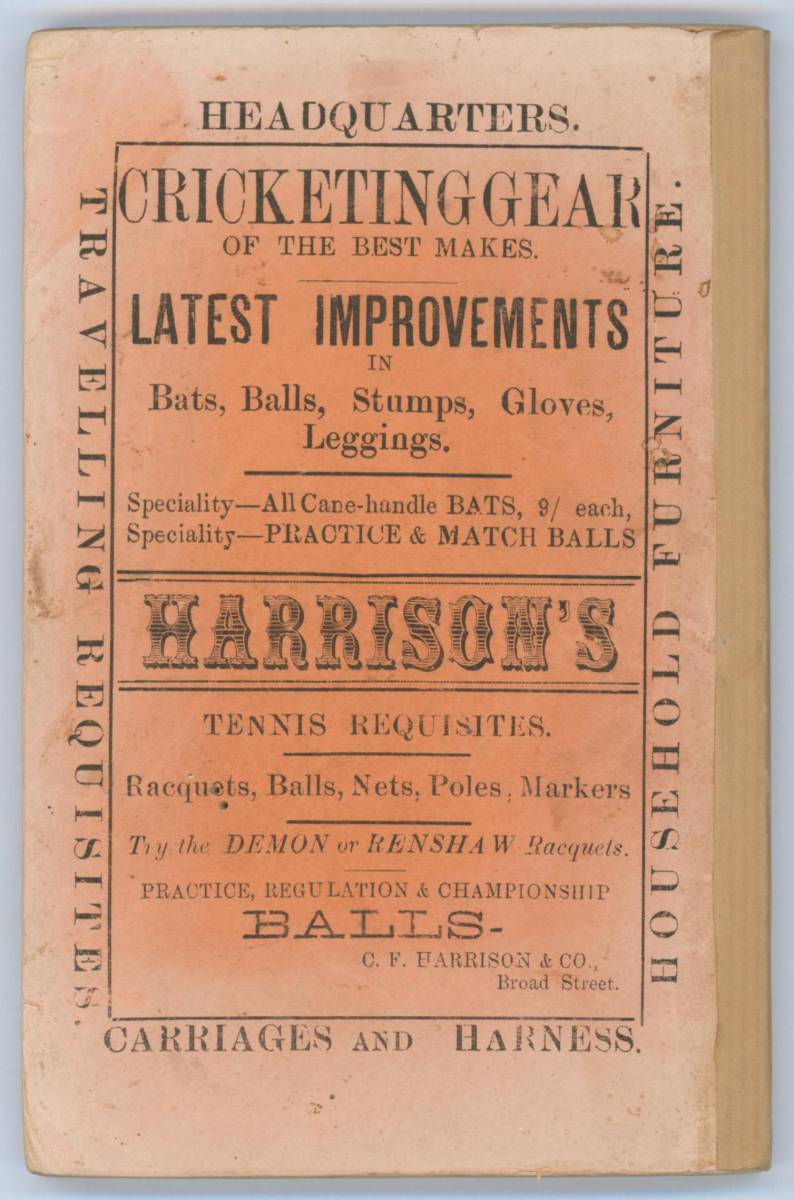 HEADQUARTERS.
TRAVELLING REQUISITES.
CRICKETING GEAR
OF THE BEST MAKES.
LATEST IMPROVEMENTS
IN
Bats, Balls, Stumps, Gloves,
Leggings.
Speciality—All Cane-handle BATS, 9/ each,
Speciality—PRACTICE & MATCH BALLS
HARRISON'S
TENNIS REQUISITES.
Racquets, Balls, Nets, Poles, Markers
Try the DEMON or RENSHAW Racquets.
PRACTICE, REGULATION & CHAMPIONSHIP
BALLS-
C. F. HARRISON & CO.,
Broad Street.
HOUSEHOLD FURNITURE.
CARRIAGES AND HARNESS.